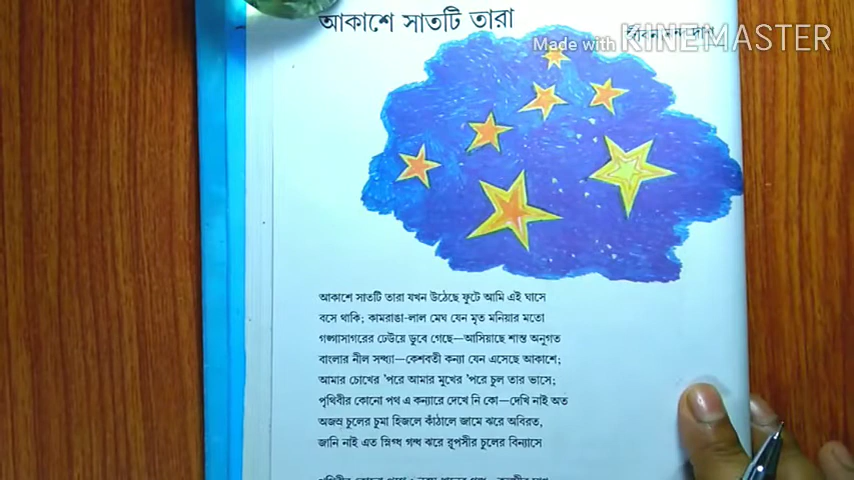 আকাশে সাতটি তারা
Made with KINEMASTER
আকাশে সাতটি তারা যখন উঠেছে ফুটে আমি এই ঘাসে
বসে থাকি; কামরাঙা-লাল মেঘ যেন মৃত মনিয়ার মতো
গঙ্গাসাগরের ঢেউয়ে ডুবে গেছে—আসিয়াছে শান্ত অনুগত
বাংলার নীল সন্ধ্যা—কেশবতী কন্যা যেন এসেছে আকাশে;
আমার চোখের 'পরে আমার মুখের 'পরে চুল তার ভাসে;
পৃথিবীর কোনো পথ এ কন্যারে দেখে নি কো—দেখি নাই অত
অজস্র চুলের চুমা হিজলে কাঁঠালে জামে ঝরে অবিরত,
জানি নাই এত স্নিগ্ধ গন্ধ ঝরে রূপসীর চুলের বিন্যাসে